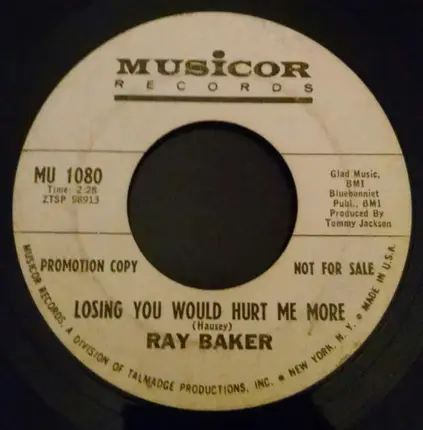 MUSICOR
RECORDS
MU 1080
Time: 2:28
ZTSP 98913
Glad Music,
BMI
Bluebonnet
Publ., BMI
Produced By
Tommy Jackson
PROMOTION COPY
NOT FOR SALE
LOSING YOU WOULD HURT ME MORE
(Hausey)
RAY BAKER
MUSICOR RECORDS, A DIVISION OF TALMADGE PRODUCTIONS, INC. • NEW YORK, N. Y. • MADE IN U.S.A.